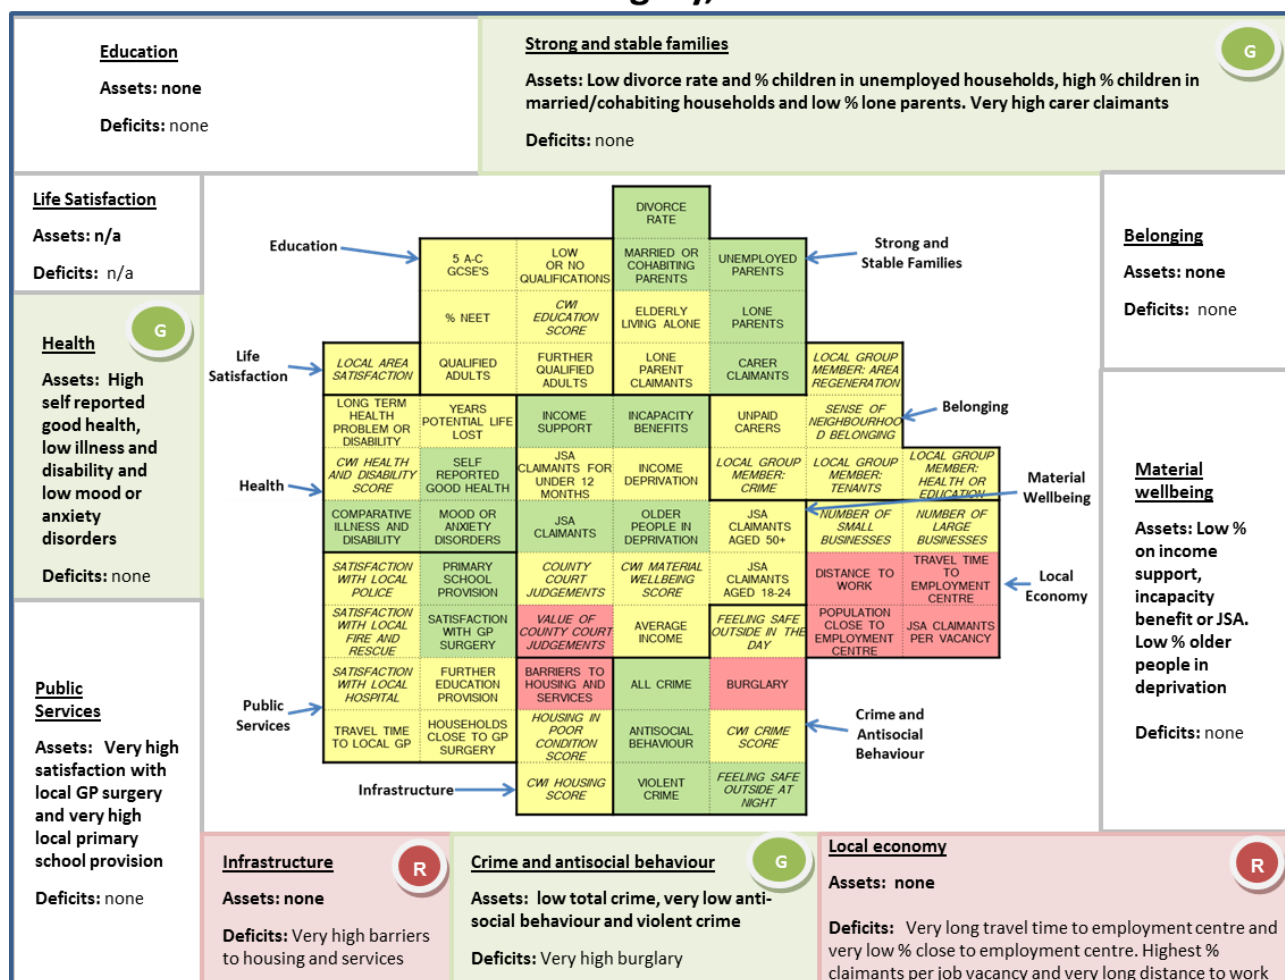 Education
Assets: none
Deficits: none
Strong and stable families
G
Assets: Low divorce rate and % children in unemployed households, high % children in
married/cohabiting households and low % lone parents. Very high carer claimants
Deficits: none
Life Satisfaction
Assets: n/a
Deficits: n/a
Health
G
Assets: High
self reported
good health,
low illness and
disability and
low mood or
anxiety
disorders
Deficits: none
Public
Services
Assets: Very high
satisfaction with
local GP surgery
and very high
local primary
school provision
Deficits: none
Education
Strong and
Stable Families
Life
Satisfaction
Belonging
Health
Material
Wellbeing
Local
Economy
Public
Services
Crime and
Antisocial
Behaviour
Infrastructure
DIVORCE
RATE
5 A-C
GCSE'S
LOW
OR NO
QUALIFICATIONS
MARRIED OR
COHABITING
PARENTS
UNEMPLOYED
PARENTS
% NEET
CWI
EDUCATION
SCORE
ELDERLY
LIVING ALONE
LONE
PARENTS
LOCAL AREA
SATISFACTION
QUALIFIED
ADULTS
FURTHER
QUALIFIED
ADULTS
LONE
PARENT
CLAIMANTS
CARER
CLAIMANTS
LOCAL GROUP
MEMBER: AREA
REGENERATION
LONG TERM
HEALTH
PROBLEM OR
DISABILITY
YEARS
POTENTIAL LIFE
LOST
INCOME
SUPPORT
INCAPACITY
BENEFITS
UNPAID
CARERS
SENSE OF
NEIGHBOURHOO
D BELONGING
CWI HEALTH
AND DISABILITY
SCORE
SELF
REPORTED
GOOD HEALTH
JSA
CLAIMANTS FOR
UNDER 12
MONTHS
INCOME
DEPRIVATION
LOCAL GROUP
MEMBER:
CRIME
LOCAL GROUP
MEMBER:
TENANTS
LOCAL GROUP
MEMBER:
HEALTH OR
EDUCATION
COMPARATIVE
ILLNESS AND
DISABILITY
MOOD OR
ANXIETY
DISORDERS
JSA
CLAIMANTS
OLDER
PEOPLE IN
DEPRIVATION
JSA
CLAIMANTS
AGED 50+
NUMBER OF
SMALL
BUSINESSES
NUMBER OF
LARGE
BUSINESSES
SATISFACTION
WITH LOCAL
POLICE
PRIMARY
SCHOOL
PROVISION
COUNTY
COURT
JUDGEMENTS
CWI MATERIAL
WELLBEING
SCORE
JSA
CLAIMANTS
AGED 18-24
DISTANCE TO
WORK
TRAVEL TIME
TO
EMPLOYMENT
CENTRE
SATISFACTION
WITH LOCAL
FIRE AND
RESCUE
SATISFACTION
WITH GP
SURGERY
VALUE OF
COUNTY COURT
JUDGEMENTS
AVERAGE
INCOME
FEELING SAFE
OUTSIDE IN THE
DAY
POPULATION
CLOSE TO
EMPLOYMENT
CENTRE
JSA CLAIMANTS
PER VACANCY
SATISFACTION
WITH LOCAL
HOSPITAL
FURTHER
EDUCATION
PROVISION
BARRIERS TO
HOUSING AND
SERVICES
ALL CRIME
BURGLARY
TRAVEL TIME
TO LOCAL GP
HOUSEHOLDS
CLOSE TO GP
SURGERY
HOUSING IN
POOR
CONDITION
SCORE
ANTISOCIAL
BEHAVIOUR
CWI CRIME
SCORE
CWI HOUSING
SCORE
VIOLENT
CRIME
FEELING SAFE
OUTSIDE AT
NIGHT
Belonging
Assets: none
Deficits: none
Material
wellbeing
Assets: Low %
on income
support,
incapacity
benefit or JSA.
Low % older
people in
deprivation
Deficits: none
Infrastructure
R
Assets: none
Deficits: Very high barriers
to housing and services
Crime and antisocial behaviour
G
Assets: low total crime, very low anti-
social behaviour and violent crime
Deficits: Very high burglary
Local economy
R
Assets: none
Deficits: Very long travel time to employment centre and
very low % close to employment centre. Highest %
claimants per job vacancy and very long distance to work